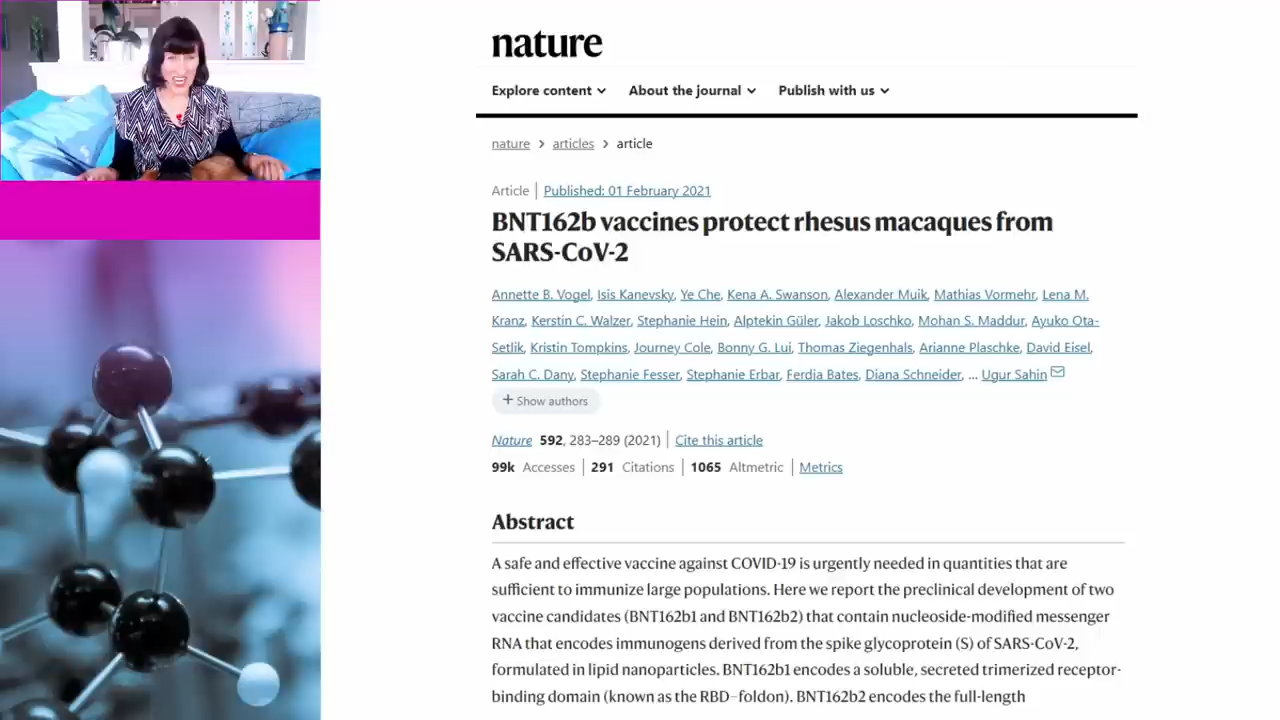 nature
Explore content About the journal Publish with us
nature > articles > article
Article | Published: 01 February 2021
BNT162b vaccines protect rhesus macaques from
SARS-CoV-2
Annette B. Vogel, Isis Kanevsky, Ye Che, Kena A. Swanson, Alexander Muik, Mathias Vormehr, Lena M.
Kranz, Kerstin C. Walzer, Stephanie Hein, Alptekin Güler, Jakob Loschko, Mohan S. Maddur, Ayuko Ota-
Setlik, Kristin Tompkins, Journey Cole, Bonny G. Lui, Thomas Ziegenhals, Arianne Plaschke, David Eisel,
Sarah C. Dany, Stephanie Fesser, Stephanie Erbar, Ferdia Bates, Diana Schneider, … Ugur Sahin
+ Show authors
Nature 592, 283–289 (2021) | Cite this article
99k Accesses | 291 Citations | 1065 Altmetric | Metrics
Abstract
A safe and effective vaccine against COVID-19 is urgently needed in quantities that are
sufficient to immunize large populations. Here we report the preclinical development of two
vaccine candidates (BNT162b1 and BNT162b2) that contain nucleoside-modified messenger
RNA that encodes immunogens derived from the spike glycoprotein (S) of SARS-CoV-2,
formulated in lipid nanoparticles. BNT162b1 encodes a soluble, secreted trimerized receptor-
binding domain (known as the RBD–foldon). BNT162b2 encodes the full-length